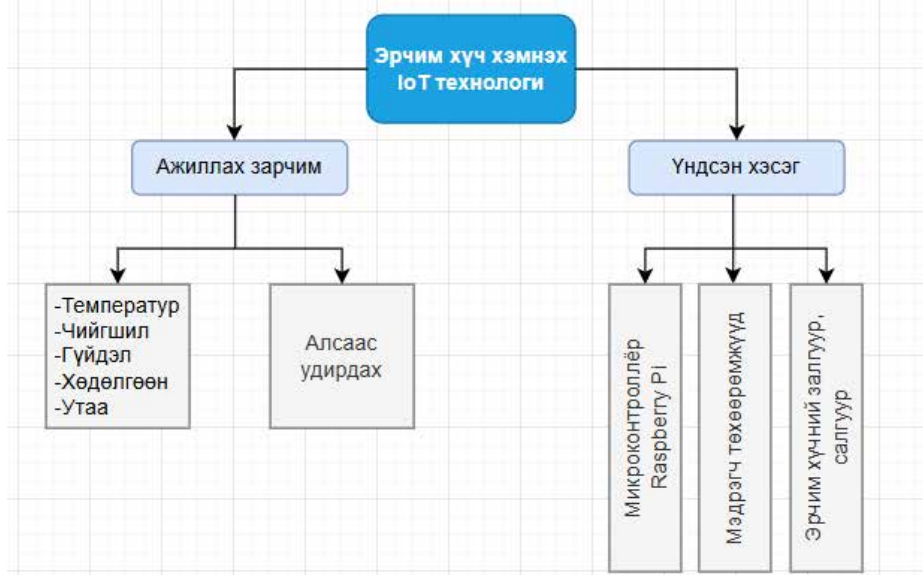 Эрчим хүч хэмнэх
IoT технологи
Ажиллах зарчим
Үндсэн хэсэг
-Температур
-Чийгшил
-Гүйдэл
-Хөдөлгөөн
-Утаа
Алсаас
удирдах
Микроконтроллёр
Raspberry Pi
Мэдрэгч төхөөрөмжүүд
Эрчим хүчний залгуур,
салгуур